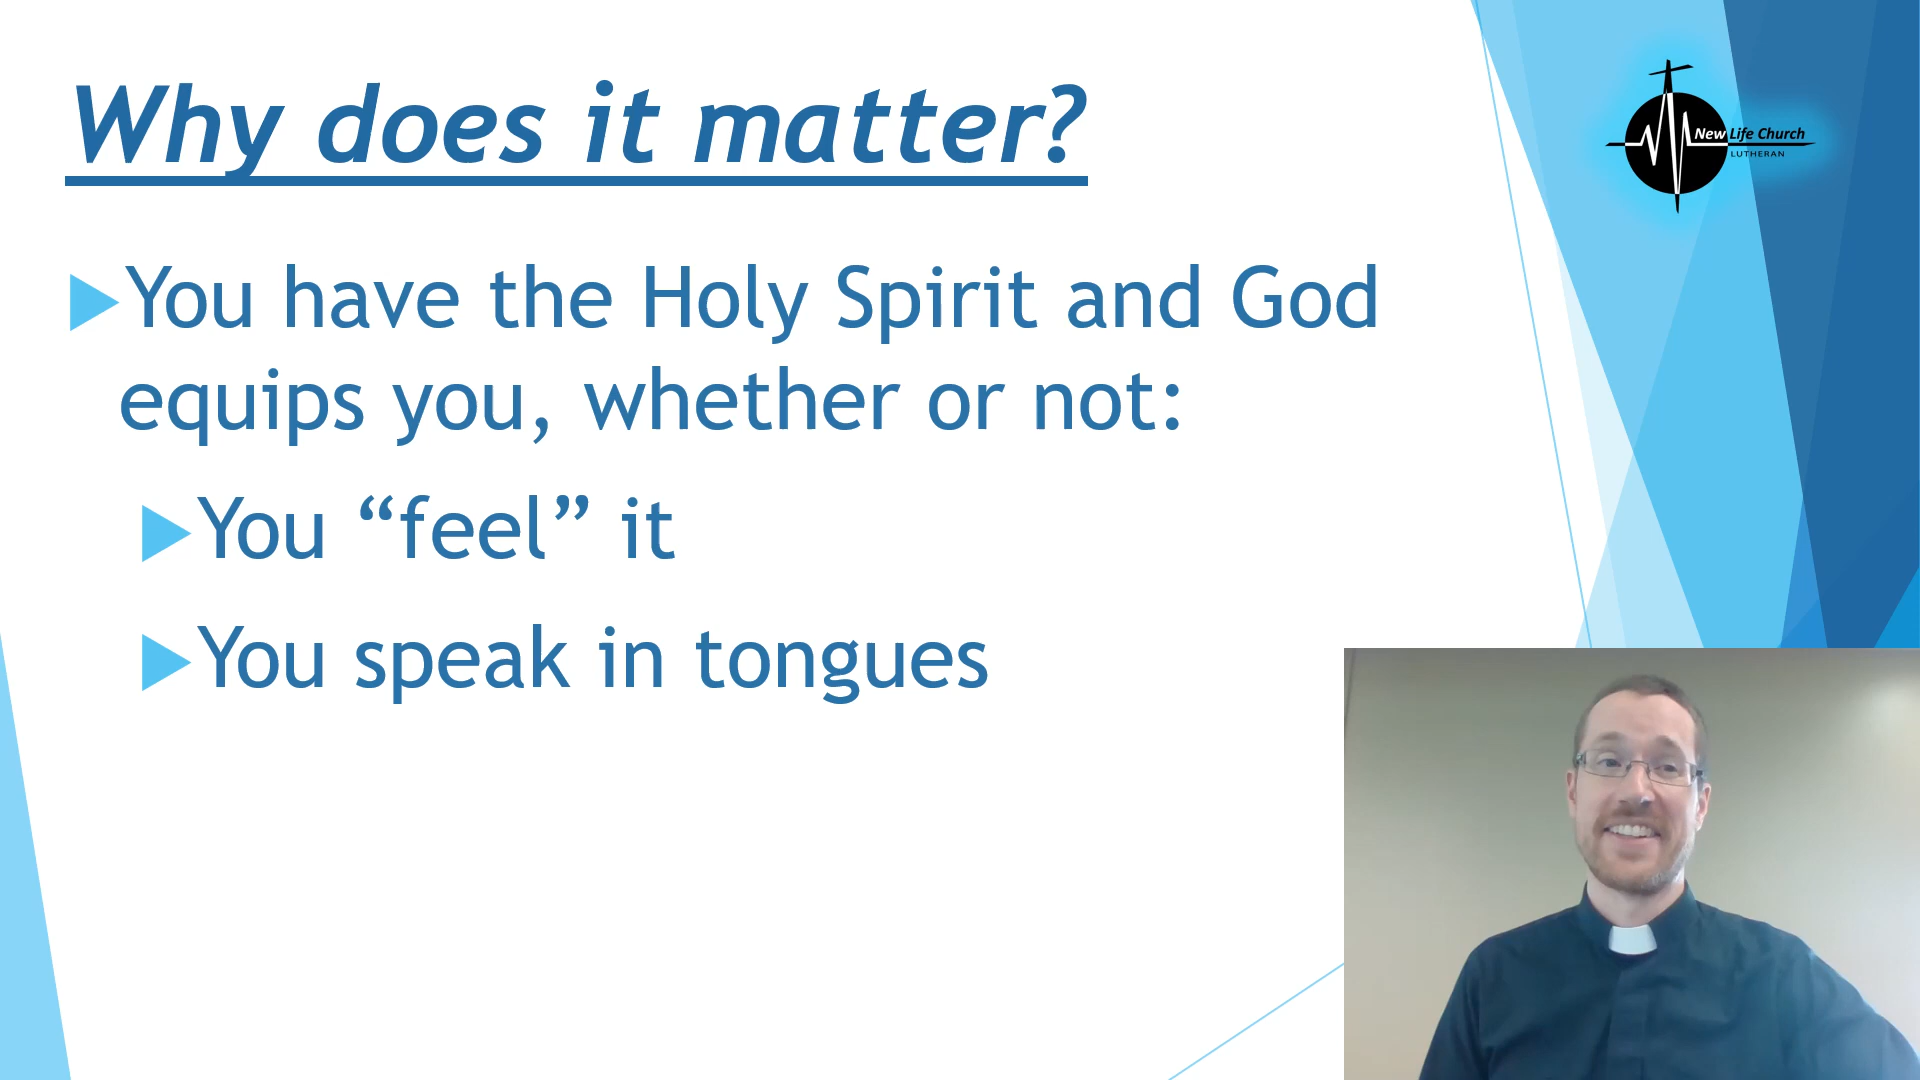 Why does it matter?
New Life Church
LUTHERAN
You have the Holy Spirit and God
equips you, whether or not:
You “feel” it
You speak in tongues